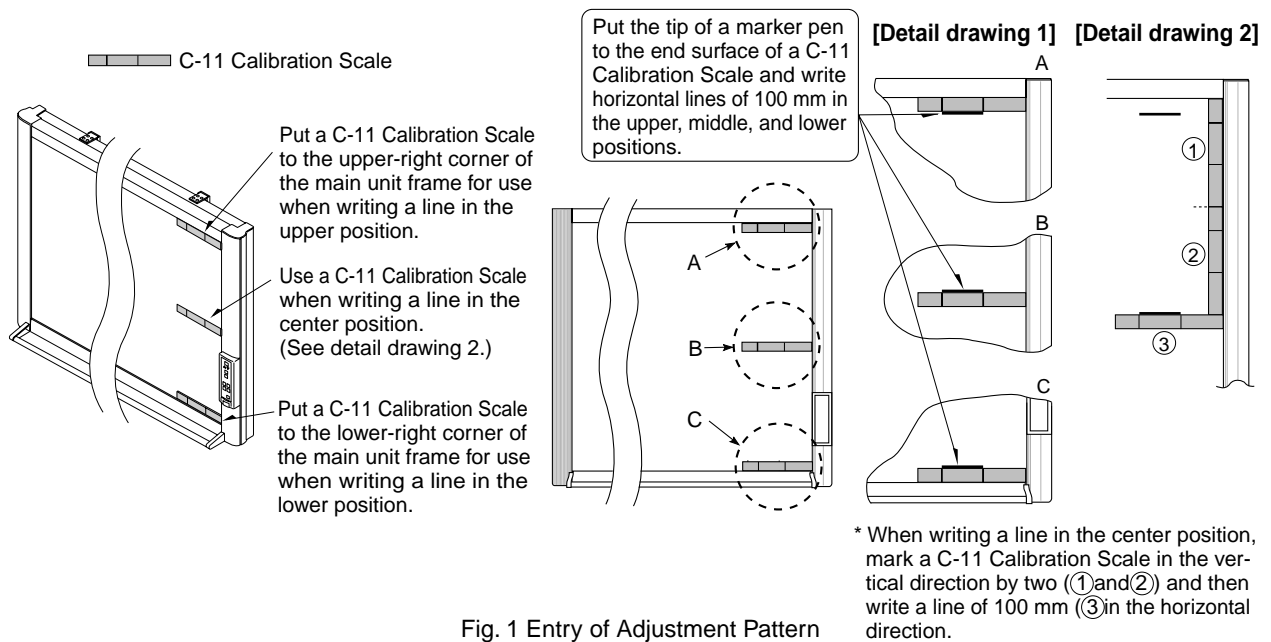 C-11 Calibration Scale
Put a C-11 Calibration Scale
to the upper-right corner of
the main unit frame for use
when writing a line in the
upper position.
Use a C-11 Calibration Scale
when writing a line in the
center position.
(See detail drawing 2.)
Put a C-11 Calibration Scale
to the lower-right corner of
the main unit frame for use
when writing a line in the
lower position.
Put the tip of a marker pen
to the end surface of a C-11
Calibration Scale and write
horizontal lines of 100 mm in
the upper, middle, and lower
positions.
A
B
C
[Detail drawing 1]
A
B
C
[Detail drawing 2]
①
②
③
* When writing a line in the center position,
mark a C-11 Calibration Scale in the ver-
tical direction by two (①and②) and then
write a line of 100 mm (③in the horizontal
direction.
Fig. 1 Entry of Adjustment Pattern